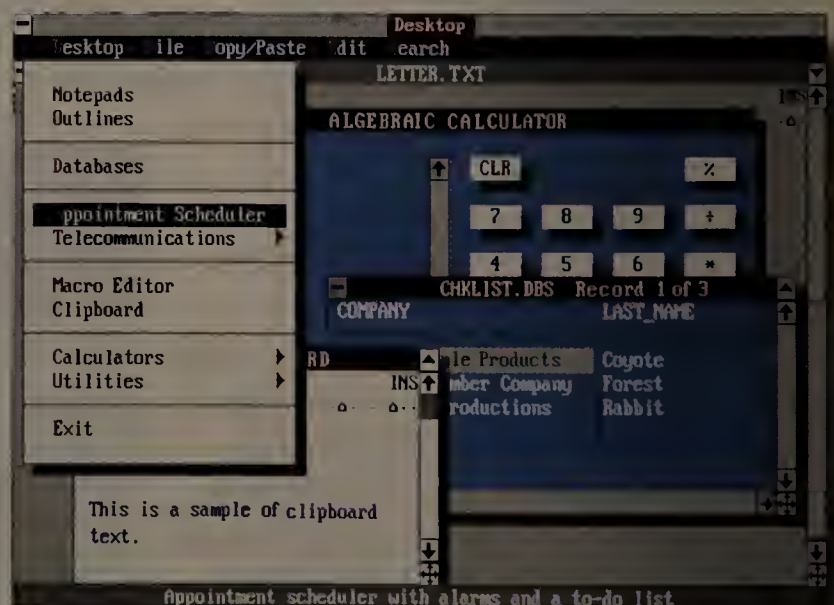 Desktop
esktop ile opy/Paste dit earch
LETTER.TXT
INS
Notepads
Outlines
Databases
ppointment Scheduler
Telecommunications
Macro Editor
Clipboard
Calculators
Utilities
Exit
ALGEBRAIC CALCULATOR
CLR %
7 8 9 ÷
4 5 6 *
CHKLIST.DBS Record 1 of 3
COMPANY LAST_NAME
le Products Coyote
mber Company Forest
roductions Rabbit
RD
INS
This is a sample of clipboard
text.
Appointment scheduler with alarms and a to-do list